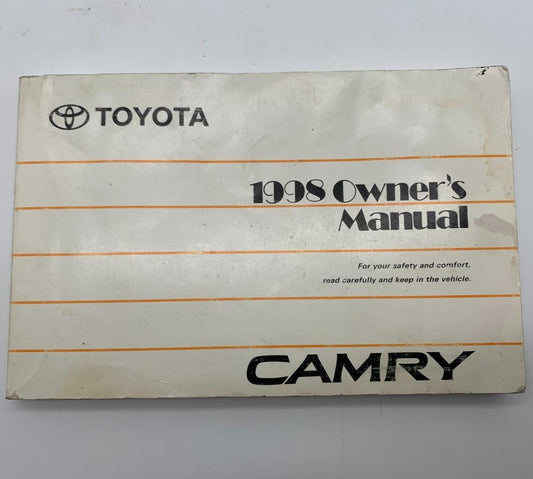 TOYOTA
1998 Owner's
Manual
For your safety and comfort,
read carefully and keep in the vehicle.
CAMRY